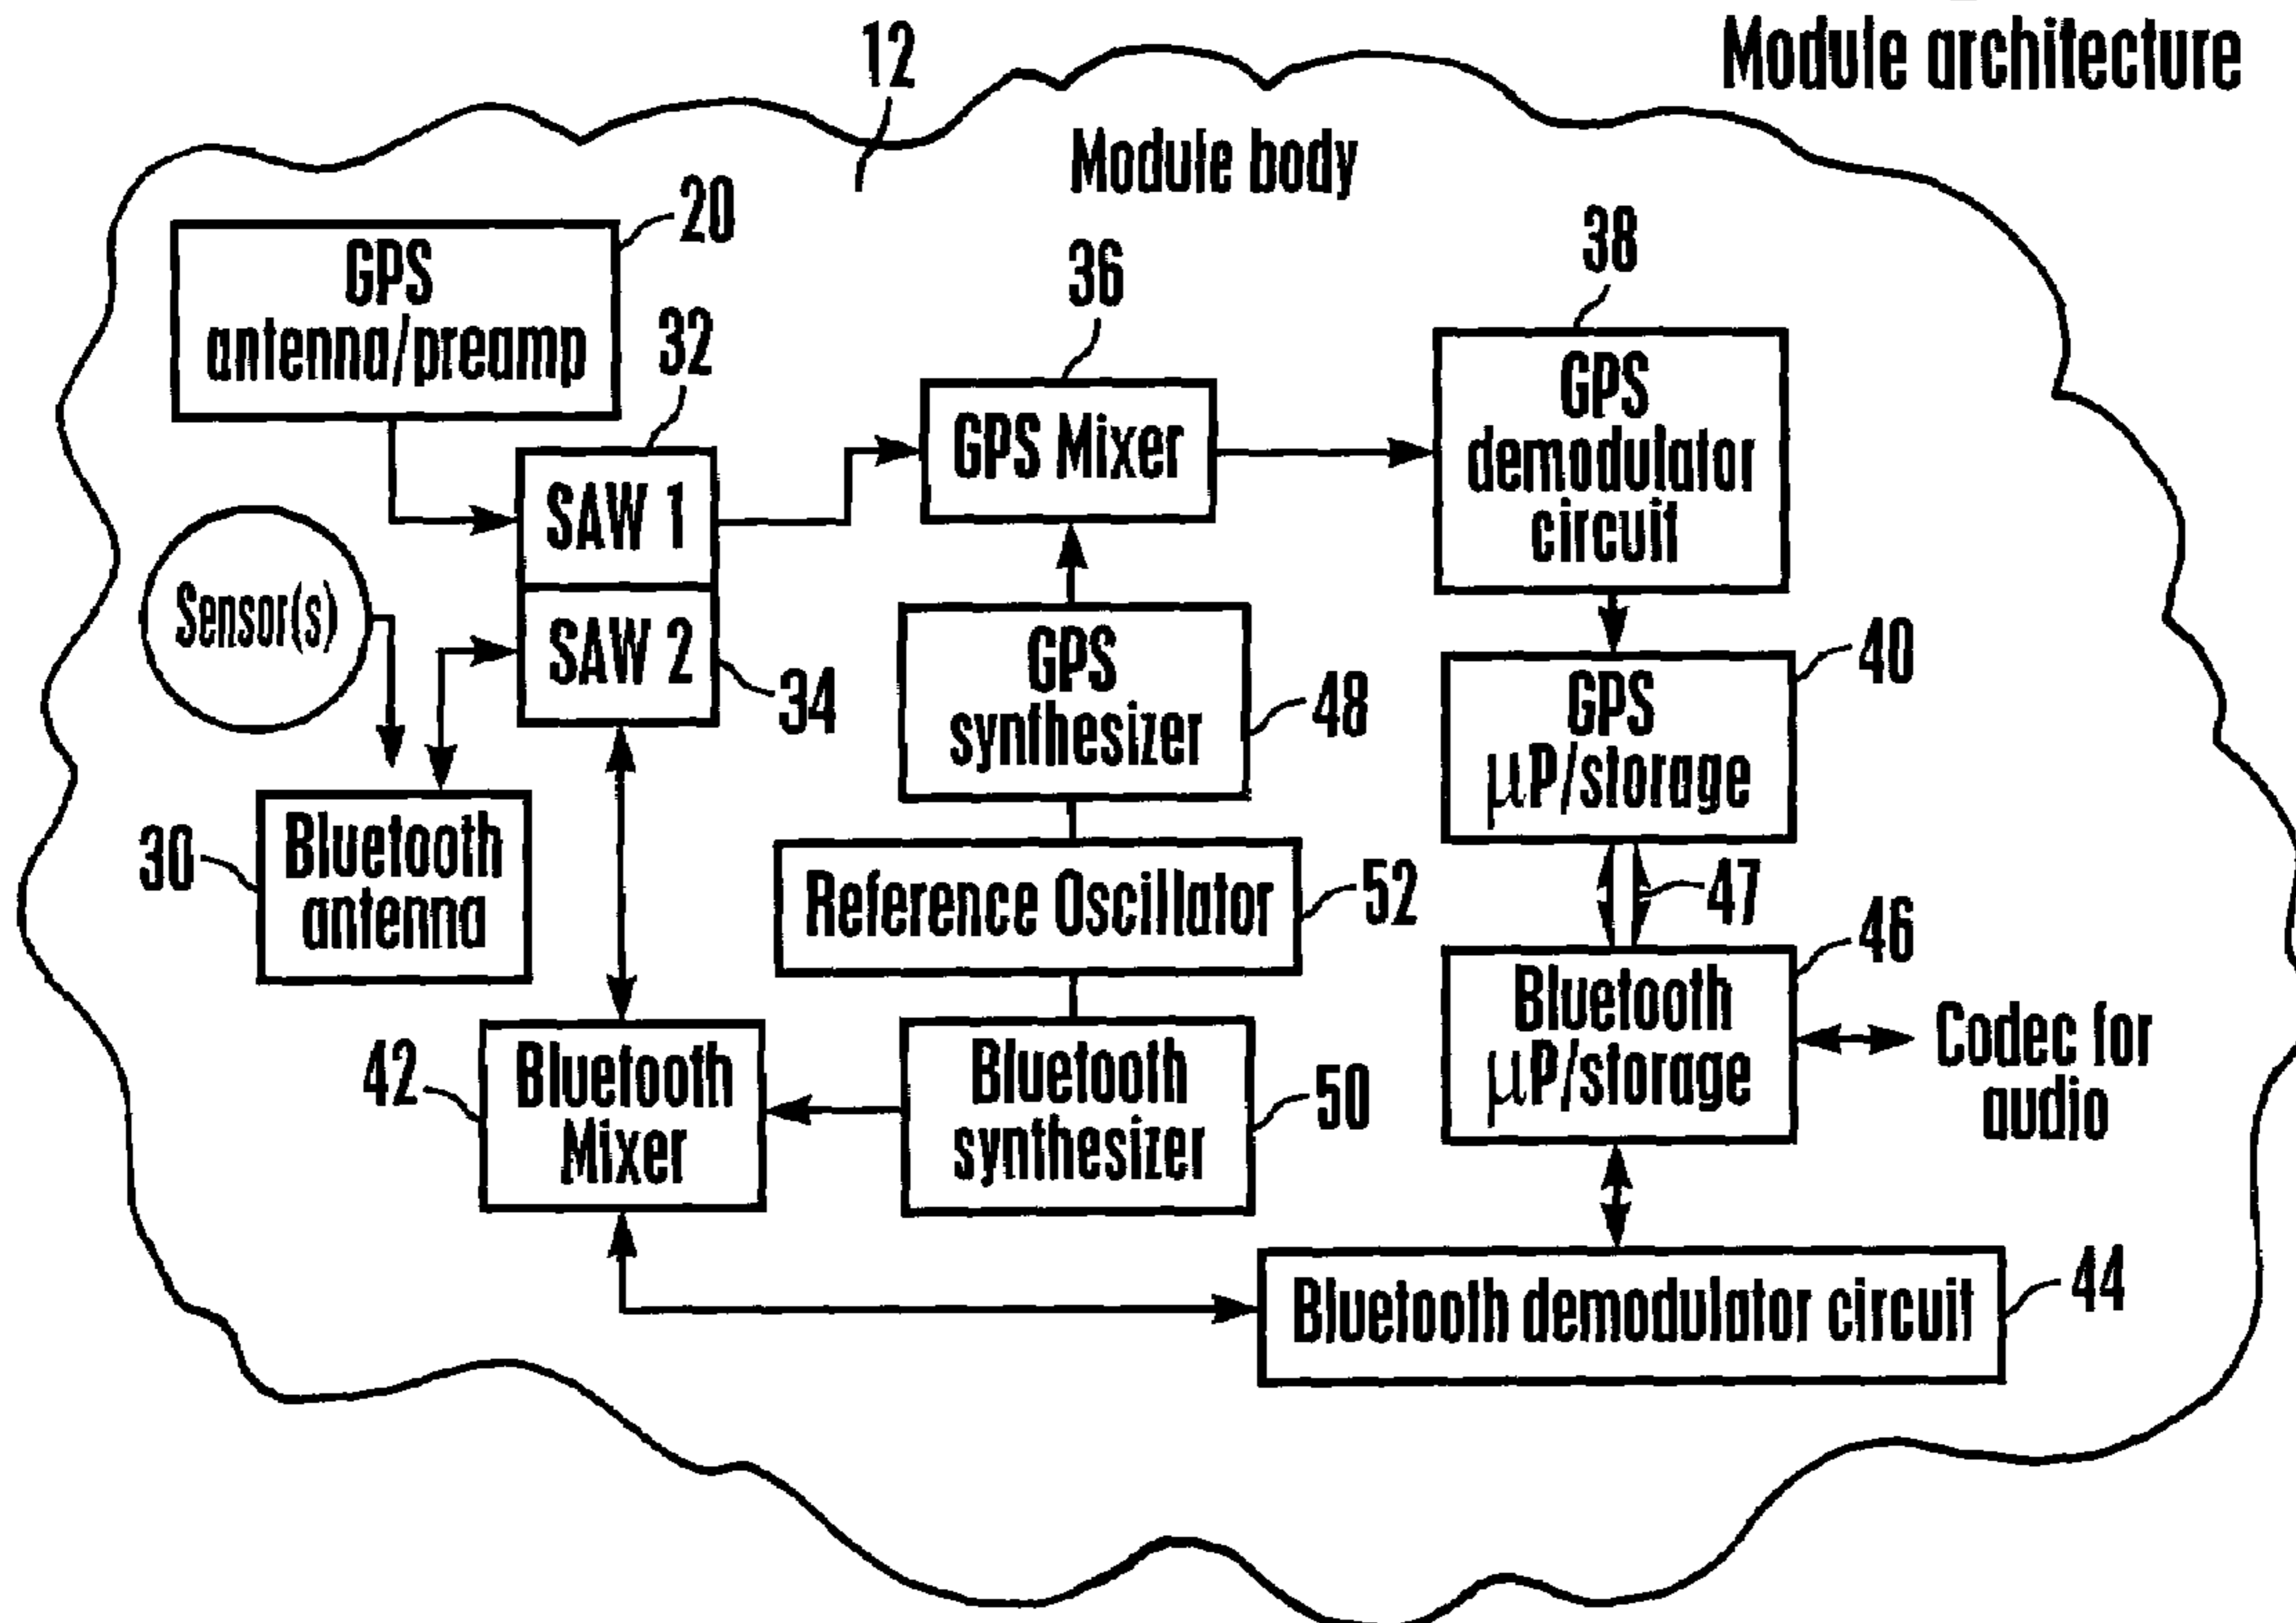 Module architecture
12
Module body
20
GPS
antenna/preamp
32
36
38
GPS Mixer
GPS
demodulator
circuit
SAW 1
Sensor(s)
SAW 2
34
GPS
synthesizer
48
40
GPS
µP/storage
30
Bluetooth
antenna
Reference Oscillator
52
47
46
Bluetooth
µP/storage
Codec for
audio
42
Bluetooth
Mixer
Bluetooth
synthesizer
50
44
Bluetooth demodulator circuit